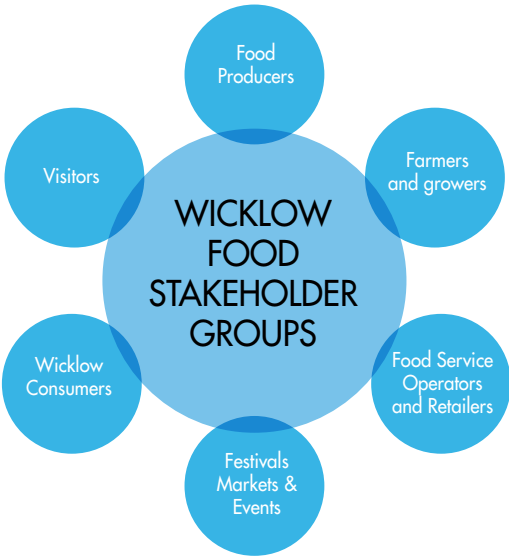 Food
Producers
Farmers
and growers
Food Service
Operators
and Retailers
Festivals
Markets &
Events
Wicklow
Consumers
Visitors
WICKLOW
FOOD
STAKEHOLDER
GROUPS